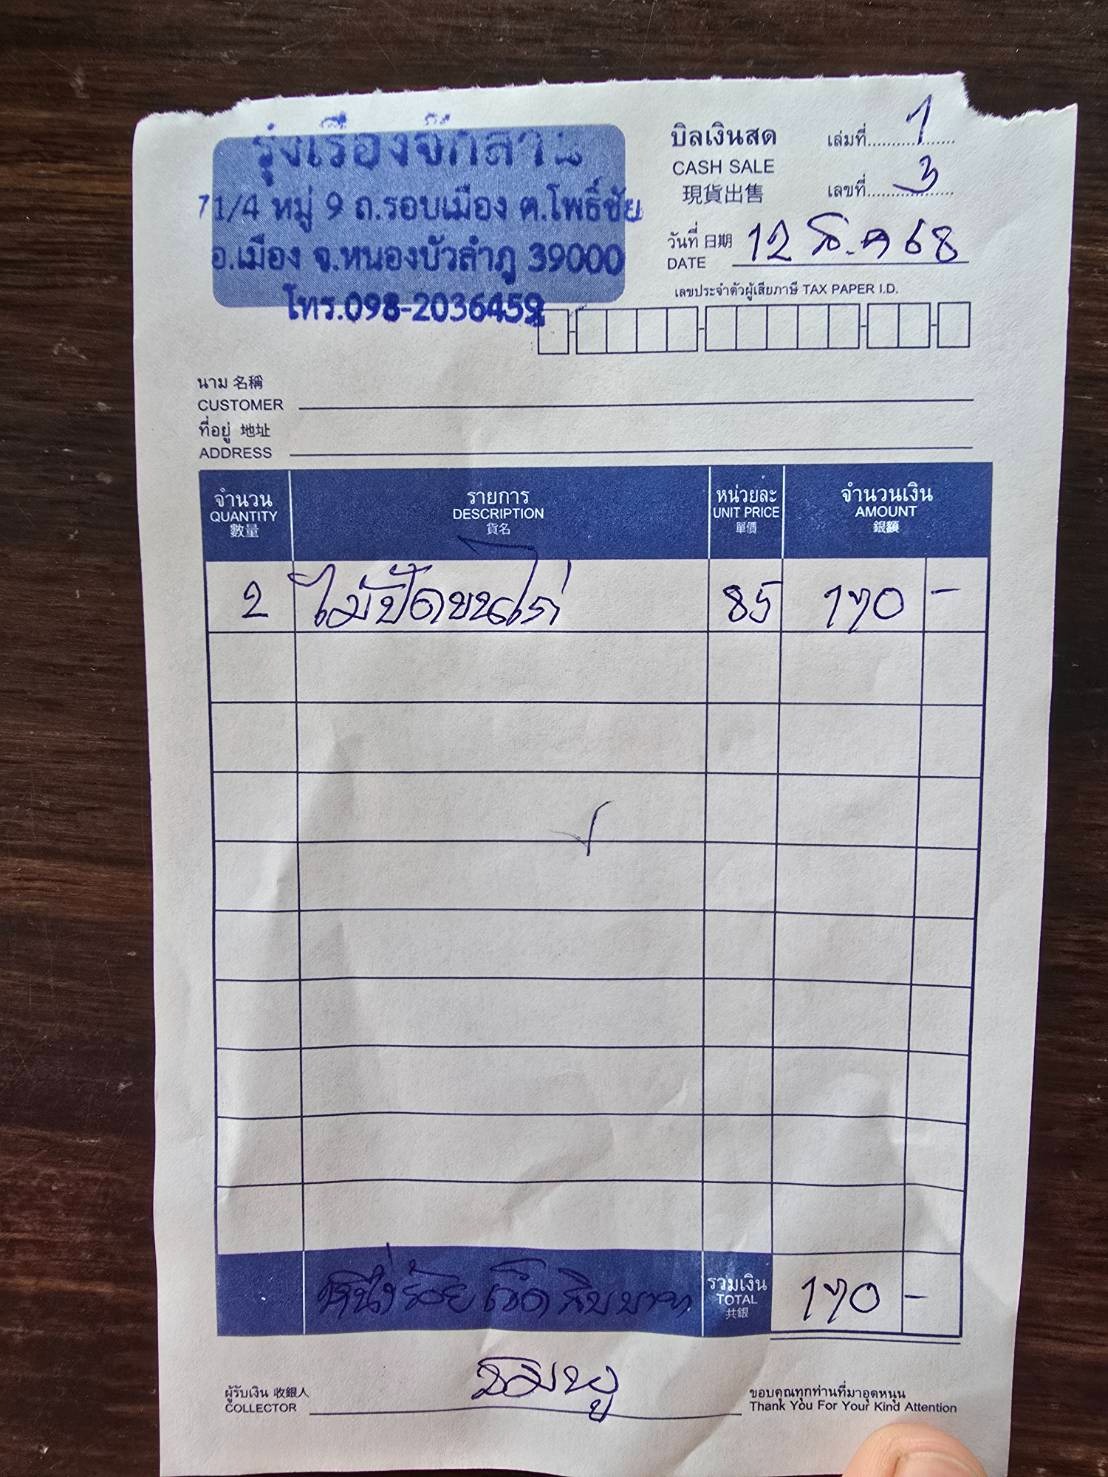 รุ่งเรืองจักสาน
71/4 หมู่ 9 ถ.รอบเมือง ต.โพธิ์ชัย
อ.เมือง จ.หนองบัวลำภู 39000
โทร.098-2036459
บิลเงินสด เล่มที่ 1
CASH SALE
現貨出售 เลขที่ 3
วันที่ 日期 12 ธ.ค 68
DATE
เลขประจำตัวผู้เสียภาษี TAX PAPER I.D.
นาม 名稱
CUSTOMER
ที่อยู่ 地址
ADDRESS
จำนวน รายการ หน่วยละ จำนวนเงิน
QUANTITY DESCRIPTION UNIT PRICE AMOUNT
數量 貨名 單價 銀額
2 ไม้ปัดขนไก่ 85 170 -
หนึ่งร้อยเจ็ดสิบบาท รวมเงิน 170 -
TOTAL
共銀
ผู้รับเงิน 收銀人 ชมพู ขอบคุณทุกท่านที่มาอุดหนุน
COLLECTOR Thank You For Your Kind Attention